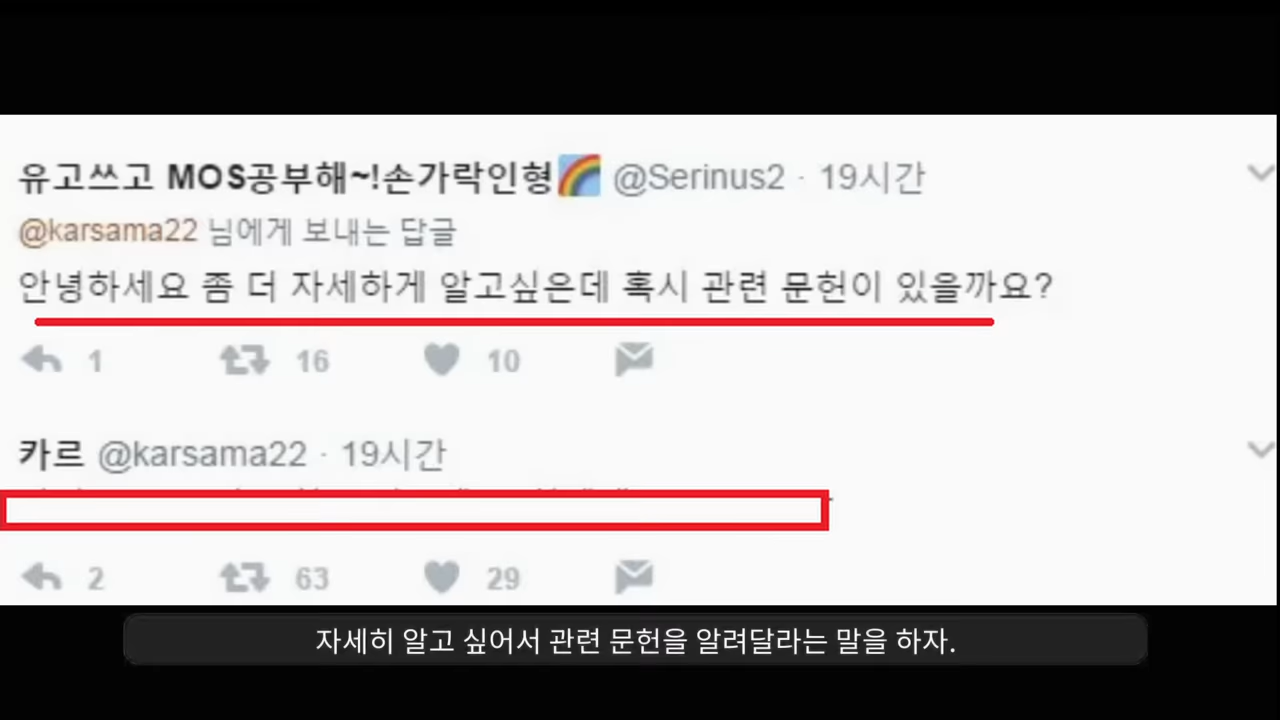 유고쓰고 MOS공부해~!손가락인형🌈 @Serinus2 · 19시간
@karsama22 님에게 보내는 답글
안녕하세요 좀 더 자세하게 알고싶은데 혹시 관련 문헌이 있을까요?
1 16 10
카르 @karsama22 · 19시간
2 63 29
자세히 알고 싶어서 관련 문헌을 알려달라는 말을 하자.